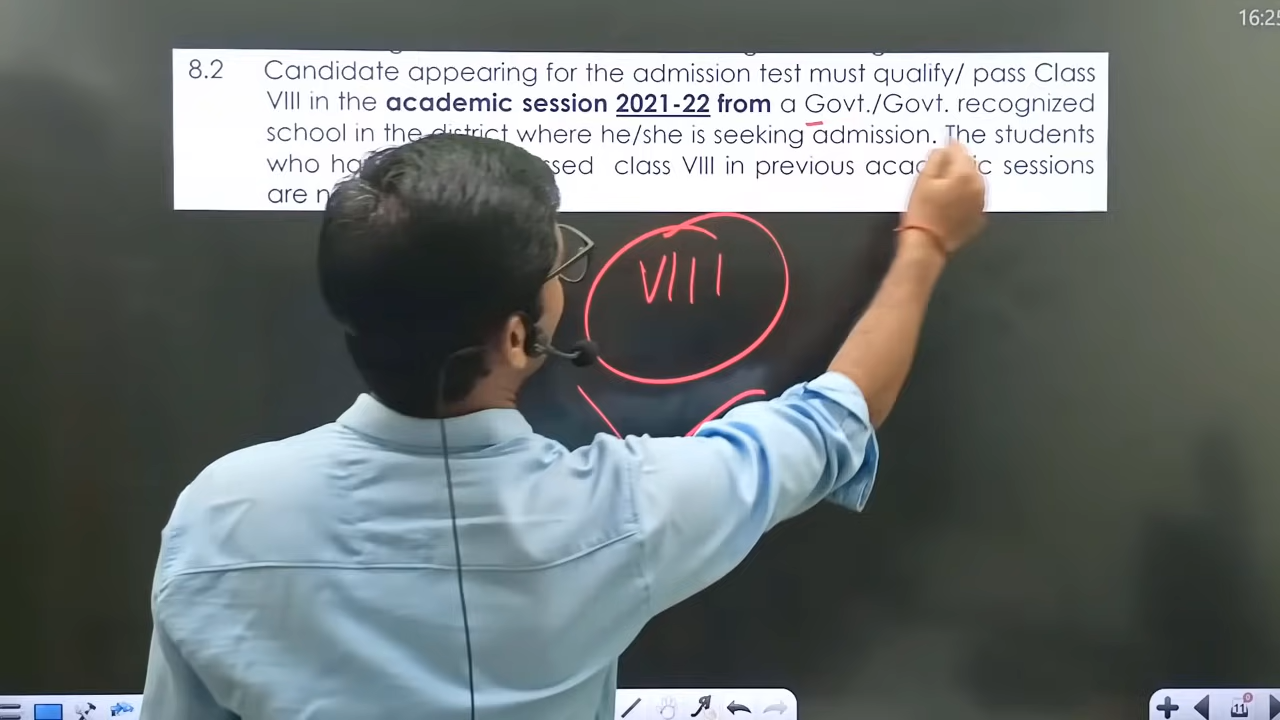 16:25
8.2 Candidate appearing for the admission test must qualify/ pass Class
VIII in the academic session 2021-22 from a Govt./Govt. recognized
school in the district where he/she is seeking admission. The students
who class VIII in previous sessions
are
VIII
11